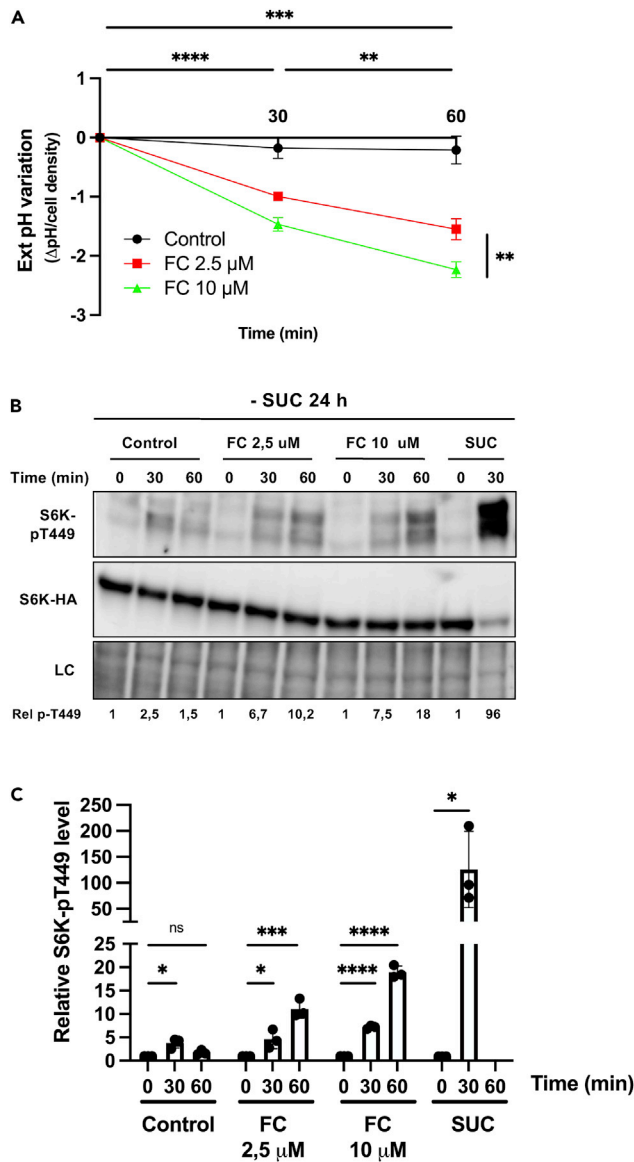 A
***
**** **
1
30 60
0
-1
-2
-3
Ext pH variation
(ΔpH/cell density)
Control
FC 2.5 µM
FC 10 µM
**
Time (min)
B
- SUC 24 h
Control FC 2,5 uM FC 10 uM SUC
Time (min) 0 30 60 0 30 60 0 30 60 0 30
S6K-
pT449
S6K-HA
LC
Rel p-T449 1 2,5 1,5 1 6,7 10,2 1 7,5 18 1 96
C
Relative S6K-pT449 level
250
200
150
100
50
25
20
15
10
5
0
*
ns *** ****
* * ****
0 30 60 0 30 60 0 30 60 0 30 60 Time (min)
Control FC FC SUC
2,5 µM 10 µM